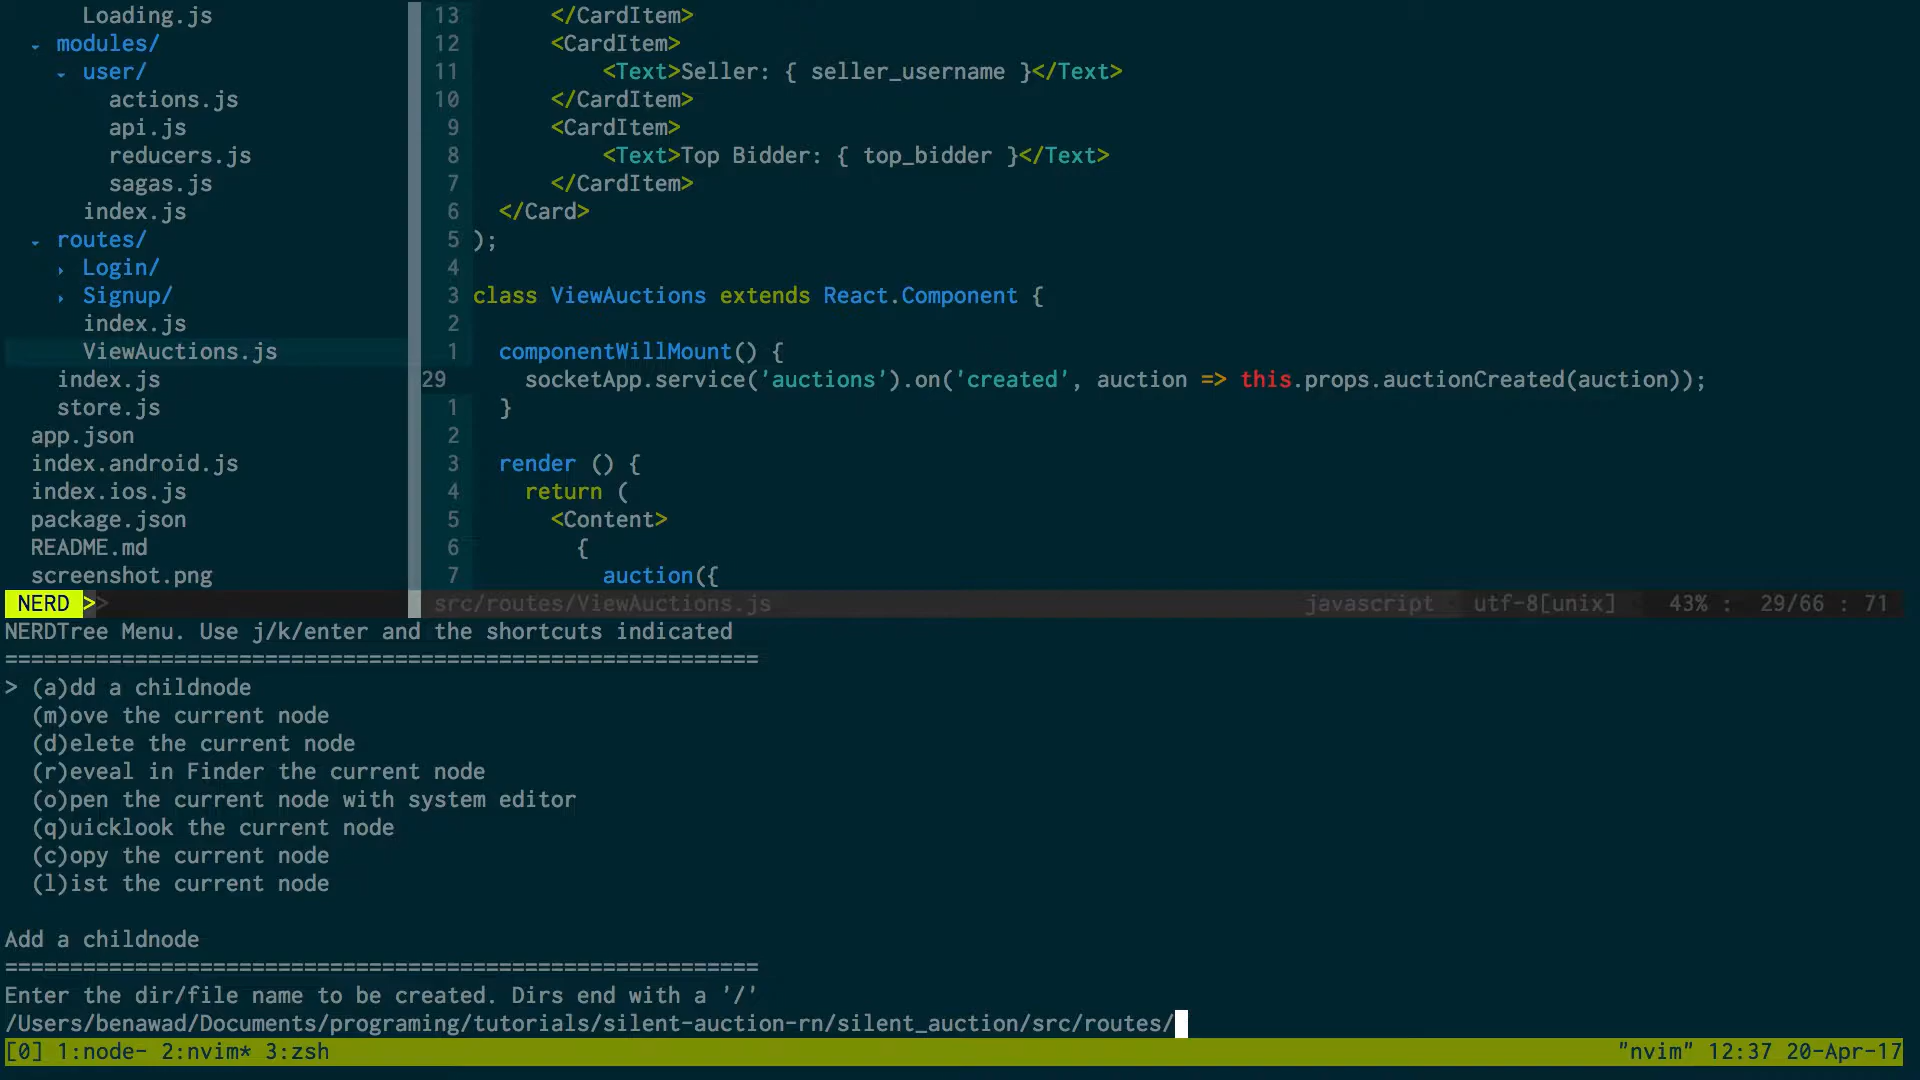 Loading.js
modules/
user/
actions.js
api.js
reducers.js
sagas.js
index.js
routes/
Login/
Signup/
index.js
ViewAuctions.js
index.js
store.js
app.json
index.android.js
index.ios.js
package.json
README.md
screenshot.png
13 </CardItem>
12 <CardItem>
11 <Text>Seller: { seller_username }</Text>
10 </CardItem>
9 <CardItem>
8 <Text>Top Bidder: { top_bidder }</Text>
7 </CardItem>
6 </Card>
5 );
4
3 class ViewAuctions extends React.Component {
2
1 componentWillMount() {
29 socketApp.service('auctions').on('created', auction => this.props.auctionCreated(auction));
1 }
2
3 render () {
4 return (
5 <Content>
6 {
7 auction({
NERD >> src/routes/ViewAuctions.js javascript utf-8[unix] 43% : 29/66 : 71
NERDTree Menu. Use j/k/enter and the shortcuts indicated
==========================================================
> (a)dd a childnode
(m)ove the current node
(d)elete the current node
(r)eveal in Finder the current node
(o)pen the current node with system editor
(q)uicklook the current node
(c)opy the current node
(l)ist the current node
Add a childnode
==========================================================
Enter the dir/file name to be created. Dirs end with a '/'
/Users/benawad/Documents/programing/tutorials/silent-auction-rn/silent_auction/src/routes/
[0] 1:node- 2:nvim* 3:zsh "nvim" 12:37 20-Apr-17